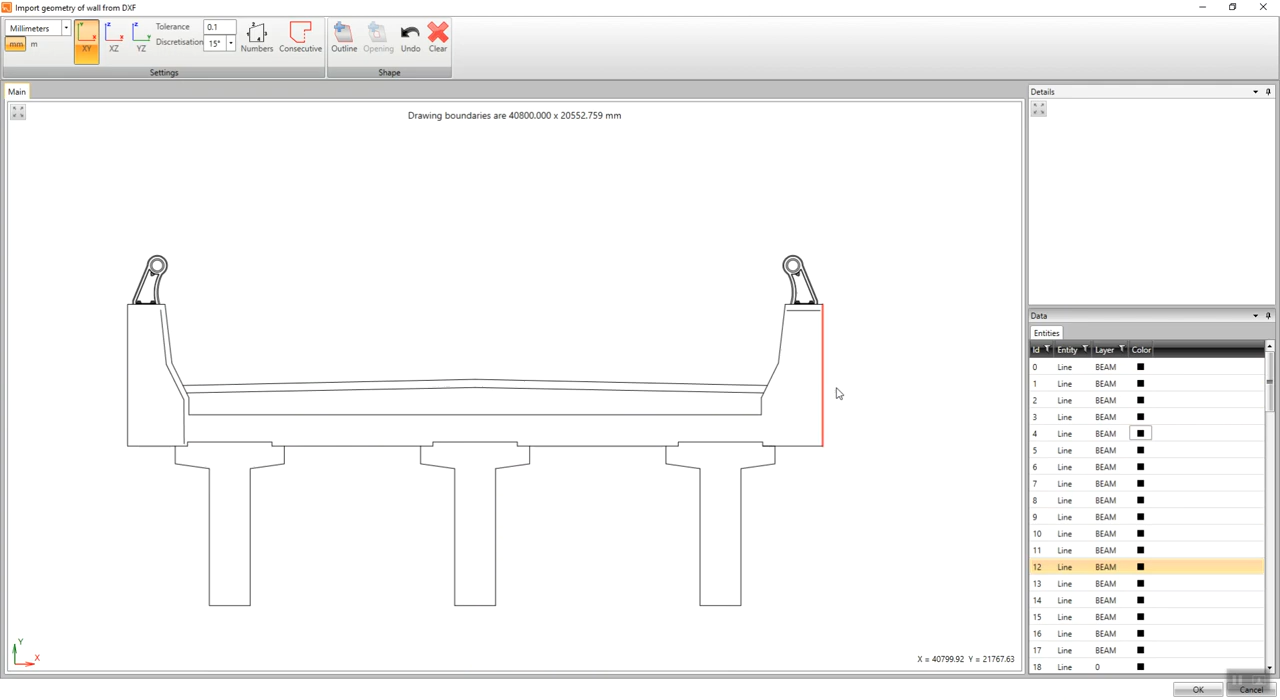 Import geometry of wall from DXF
Millimeters
mm m
XY XZ YZ
Tolerance 0.1
Discretisation 15°
Numbers Consecutive
Outline Opening Undo Clear
Settings Shape
Main
Drawing boundaries are 40800.000 x 20552.759 mm
Y
X
X = 40799.92 Y = 21767.63
Details
Data
Entities
Id Entity Layer Color
0 Line BEAM
1 Line BEAM
2 Line BEAM
3 Line BEAM
4 Line BEAM
5 Line BEAM
6 Line BEAM
7 Line BEAM
8 Line BEAM
9 Line BEAM
10 Line BEAM
11 Line BEAM
12 Line BEAM
13 Line BEAM
14 Line BEAM
15 Line BEAM
16 Line BEAM
17 Line BEAM
18 Line 0
OK Cancel